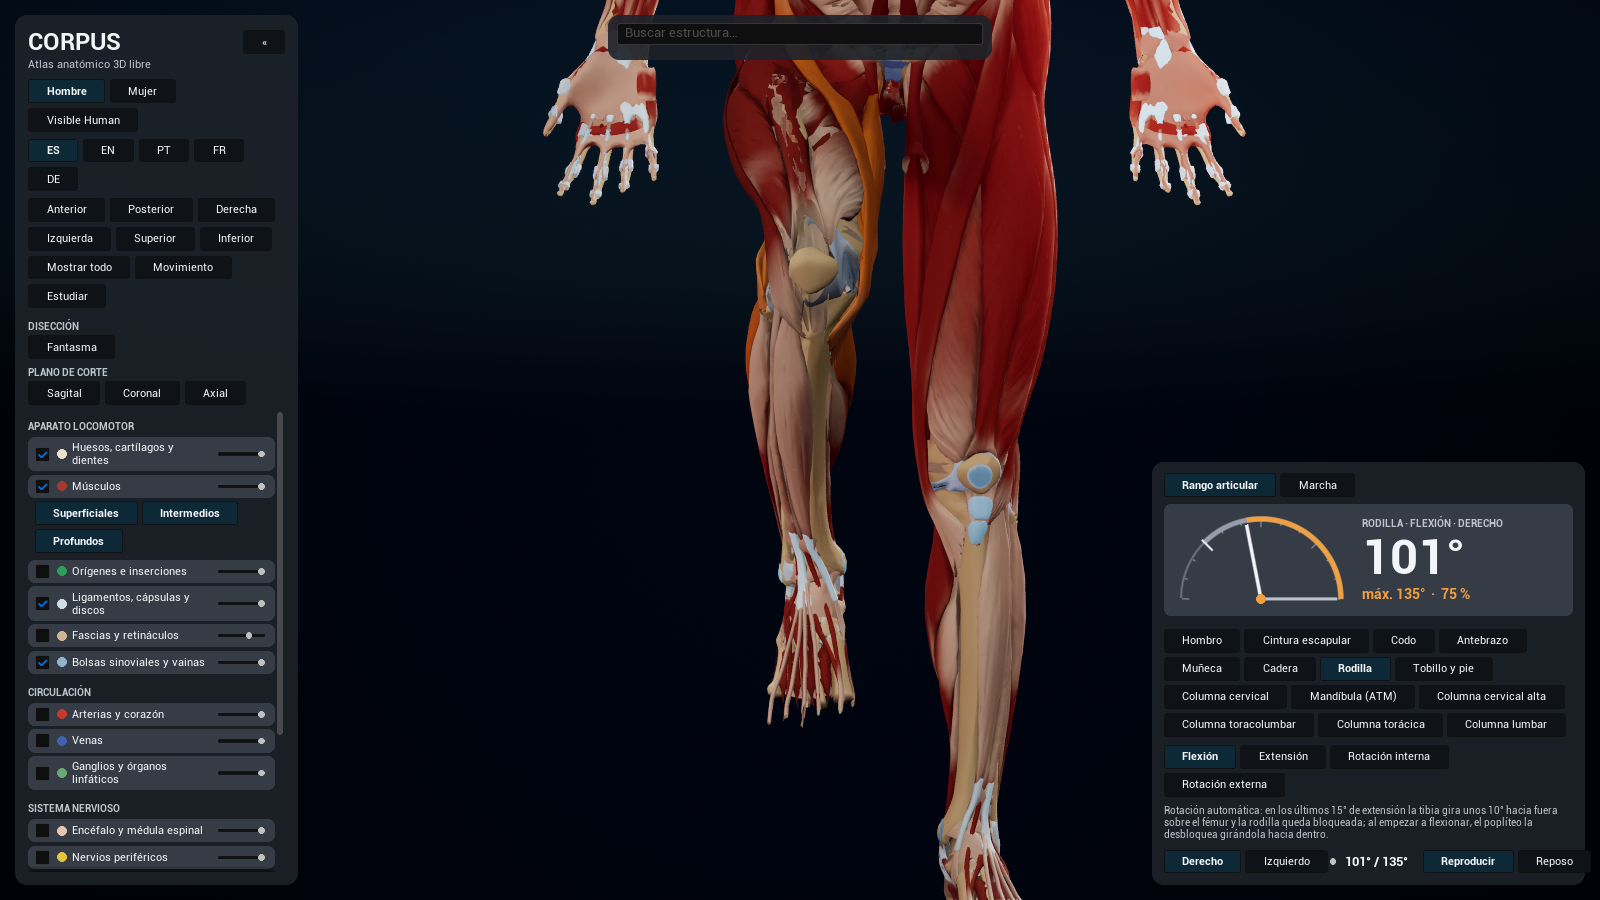 CORPUS
«
Atlas anatómico 3D libre
Hombre
Mujer
Visible Human
ES
EN
PT
FR
DE
Anterior
Posterior
Derecha
Izquierda
Superior
Inferior
Mostrar todo
Movimiento
Estudiar
DISECCIÓN
Fantasma
PLANO DE CORTE
Sagital
Coronal
Axial
APARATO LOCOMOTOR
Huesos, cartílagos y
dientes
Músculos
Superficiales
Intermedios
Profundos
Orígenes e inserciones
Ligamentos, cápsulas y
discos
Fascias y retináculos
Bolsas sinoviales y vainas
CIRCULACIÓN
Arterias y corazón
Venas
Ganglios y órganos
linfáticos
SISTEMA NERVIOSO
Encéfalo y médula espinal
Nervios periféricos
Buscar estructura...
Rango articular
Marcha
RODILLA · FLEXIÓN · DERECHO
101°
máx. 135° · 75 %
Hombro
Cintura escapular
Codo
Antebrazo
Muñeca
Cadera
Rodilla
Tobillo y pie
Columna cervical
Mandíbula (ATM)
Columna cervical alta
Columna toracolumbar
Columna torácica
Columna lumbar
Flexión
Extensión
Rotación interna
Rotación externa
Rotación automática: en los últimos 15° de extensión la tibia gira unos 10° hacia fuera
sobre el fémur y la rodilla queda bloqueada; al empezar a flexionar, el poplíteo la
desbloquea girándola hacia dentro.
Derecho
Izquierdo
101° / 135°
Reproducir
Reposo